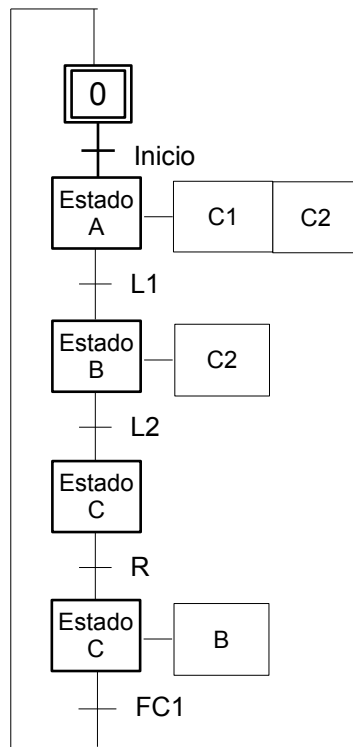 0
Inicio
Estado
A
C1
C2
L1
Estado
B
C2
L2
Estado
C
R
Estado
C
B
FC1